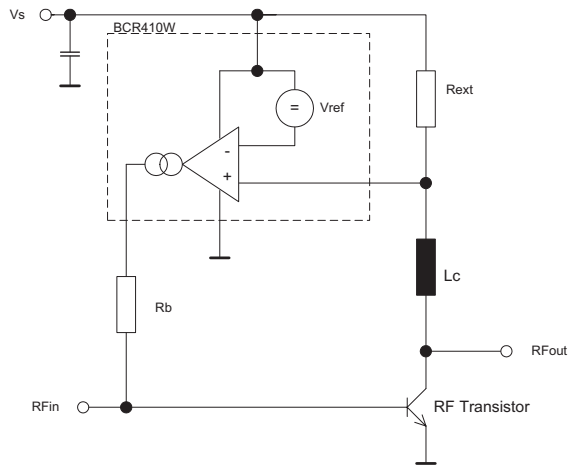 Vs
BCR410W
Rext
=
Vref
-
+
Lc
Rb
RFout
RFin
RF Transistor